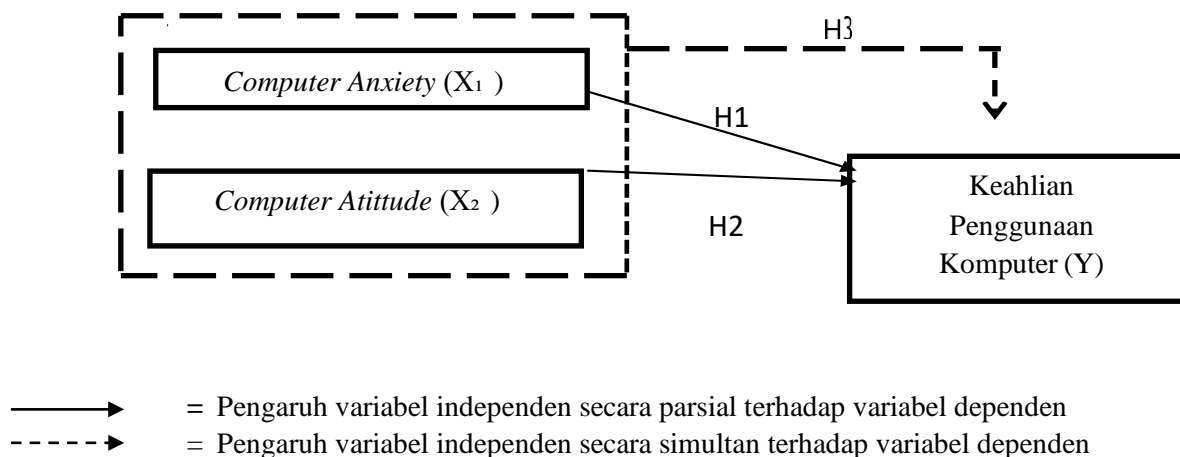 H3
Computer Anxiety (X₁ )
H1
Computer Atittude (X₂ )
H2
Keahlian
Penggunaan
Komputer (Y)
= Pengaruh variabel independen secara parsial terhadap variabel dependen
= Pengaruh variabel independen secara simultan terhadap variabel dependen